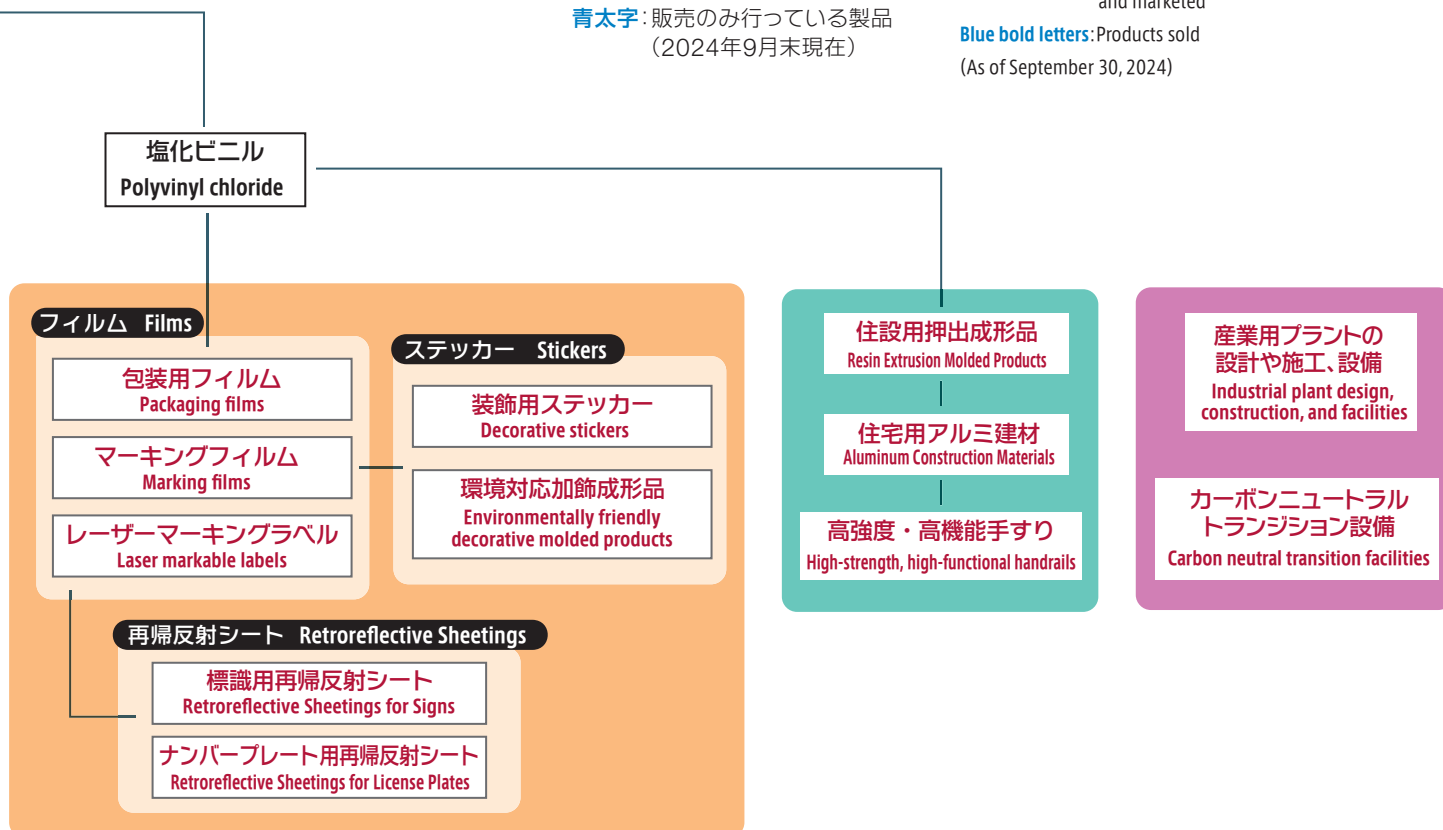 and marketed
青太字:販売のみ行っている製品
(2024年9月末現在)
Blue bold letters:Products sold
(As of September 30, 2024)
塩化ビニル
Polyvinyl chloride
フィルム Films
包装用フィルム
Packaging films
マーキングフィルム
Marking films
レーザーマーキングラベル
Laser markable labels
ステッカー Stickers
装飾用ステッカー
Decorative stickers
環境対応加飾成形品
Environmentally friendly
decorative molded products
再帰反射シート Retroreflective Sheetings
標識用再帰反射シート
Retroreflective Sheetings for Signs
ナンバープレート用再帰反射シート
Retroreflective Sheetings for License Plates
住設用押出成形品
Resin Extrusion Molded Products
住宅用アルミ建材
Aluminum Construction Materials
高強度・高機能手すり
High-strength, high-functional handrails
産業用プラントの
設計や施工、設備
Industrial plant design,
construction, and facilities
カーボンニュートラル
トランジション設備
Carbon neutral transition facilities